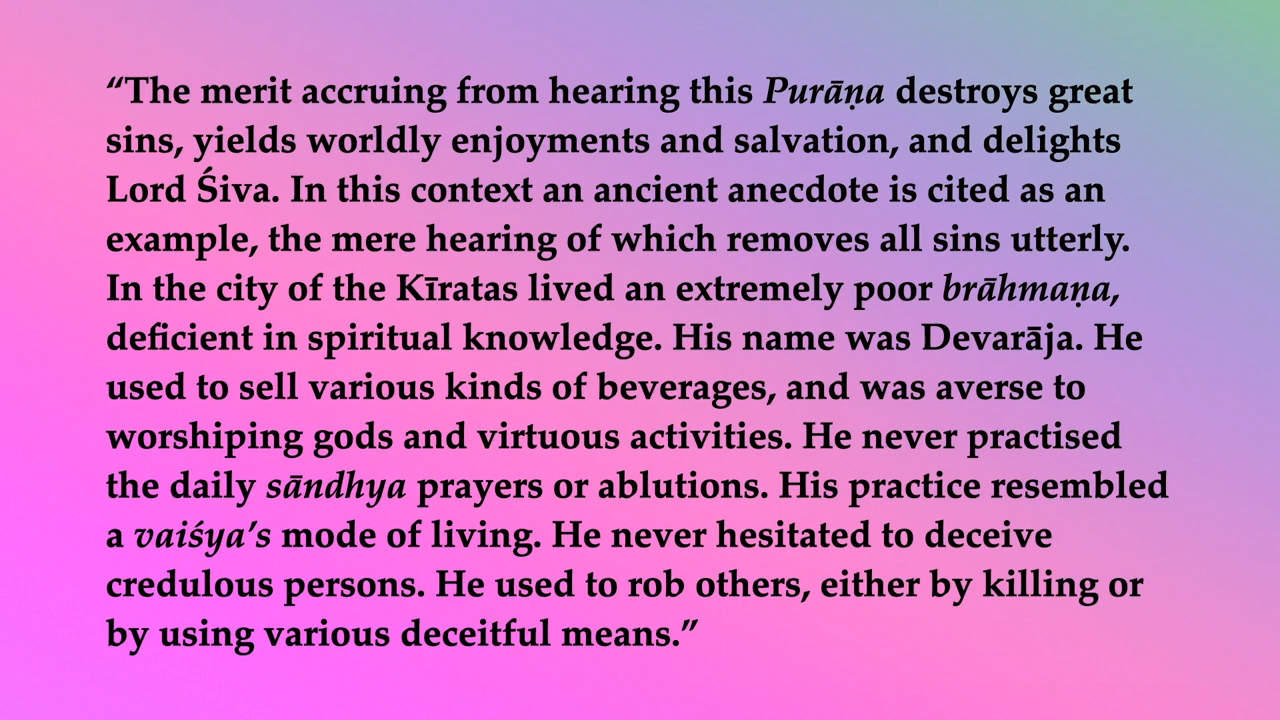 “The merit accruing from hearing this Purāṇa destroys great
sins, yields worldly enjoyments and salvation, and delights
Lord Śiva. In this context an ancient anecdote is cited as an
example, the mere hearing of which removes all sins utterly.
In the city of the Kīratas lived an extremely poor brāhmaṇa,
deficient in spiritual knowledge. His name was Devarāja. He
used to sell various kinds of beverages, and was averse to
worshiping gods and virtuous activities. He never practised
the daily sāndhya prayers or ablutions. His practice resembled
a vaiśya’s mode of living. He never hesitated to deceive
credulous persons. He used to rob others, either by killing or
by using various deceitful means.”